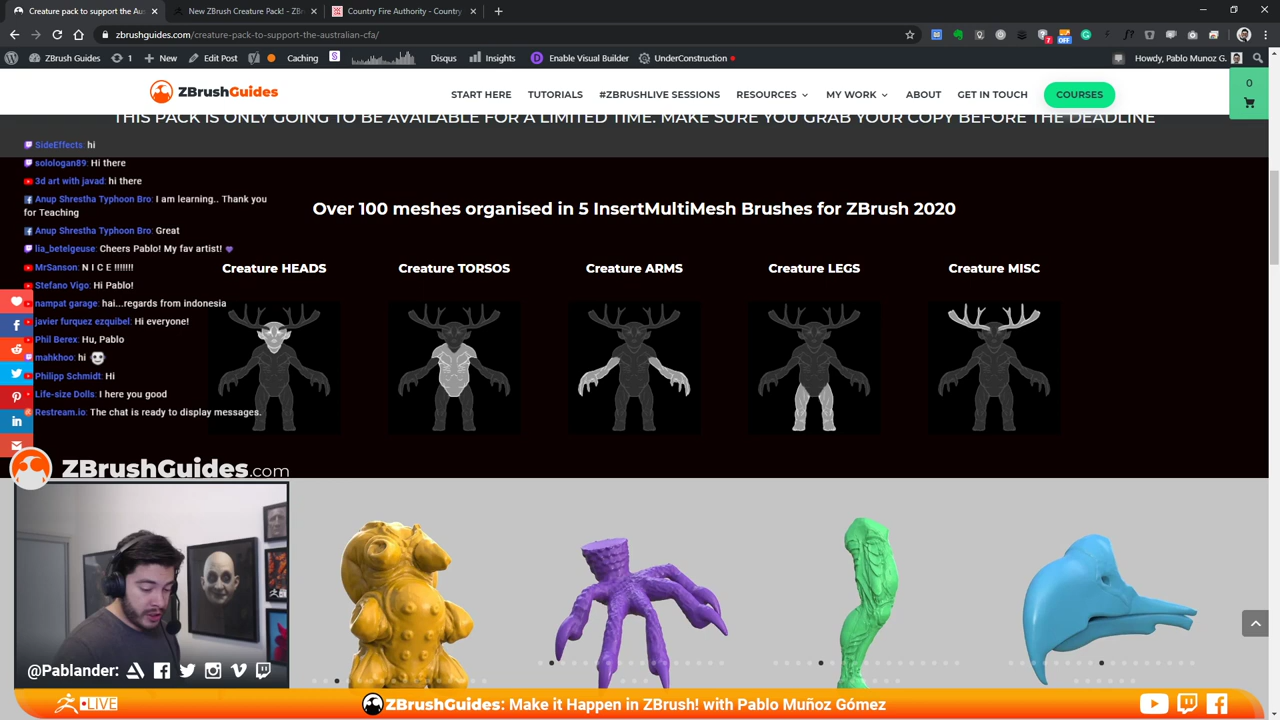 Creature pack to support the Aus
New ZBrush Creature Pack! - ZB
Country Fire Authority - Country
zbrushguides.com/creature-pack-to-support-the-australian-cfa/
ZBrush Guides
1
New
Edit Post
Caching
Disqus
Insights
Enable Visual Builder
UnderConstruction
Howdy, Pablo Munoz G.
ZBrushGuides
START HERE
TUTORIALS
#ZBRUSHLIVE SESSIONS
RESOURCES
MY WORK
ABOUT
GET IN TOUCH
COURSES
0
THIS PACK IS ONLY GOING TO BE AVAILABLE FOR A LIMITED TIME. MAKE SURE YOU GRAB YOUR COPY BEFORE THE DEADLINE
SideEffects: hi
sologan89: Hi there
3d art with javad: hi there
Anup Shrestha Typhoon Bro: I am learning.. Thank you
for Teaching
Anup Shrestha Typhoon Bro: Great
lia_betelgeuse: Cheers Pablo! My fav artist!
MrSanson: N I C E !!!!!!!
Stefano Vigo: Hi Pablo!
nampat garage: hai...regards from indonesia
javier furquez ezquibel: Hi everyone!
Phil Berex: Hu, Pablo
mahkhoo: hi
Philipp Schmidt: Hi
Life-size Dolls: I here you good
Restream.io: The chat is ready to display messages.
Over 100 meshes organised in 5 InsertMultiMesh Brushes for ZBrush 2020
Creature HEADS
Creature TORSOS
Creature ARMS
Creature LEGS
Creature MISC
ZBrushGuides.com
@Pablander:
LIVE
ZBrushGuides: Make it Happen in ZBrush! with Pablo Muñoz Gómez